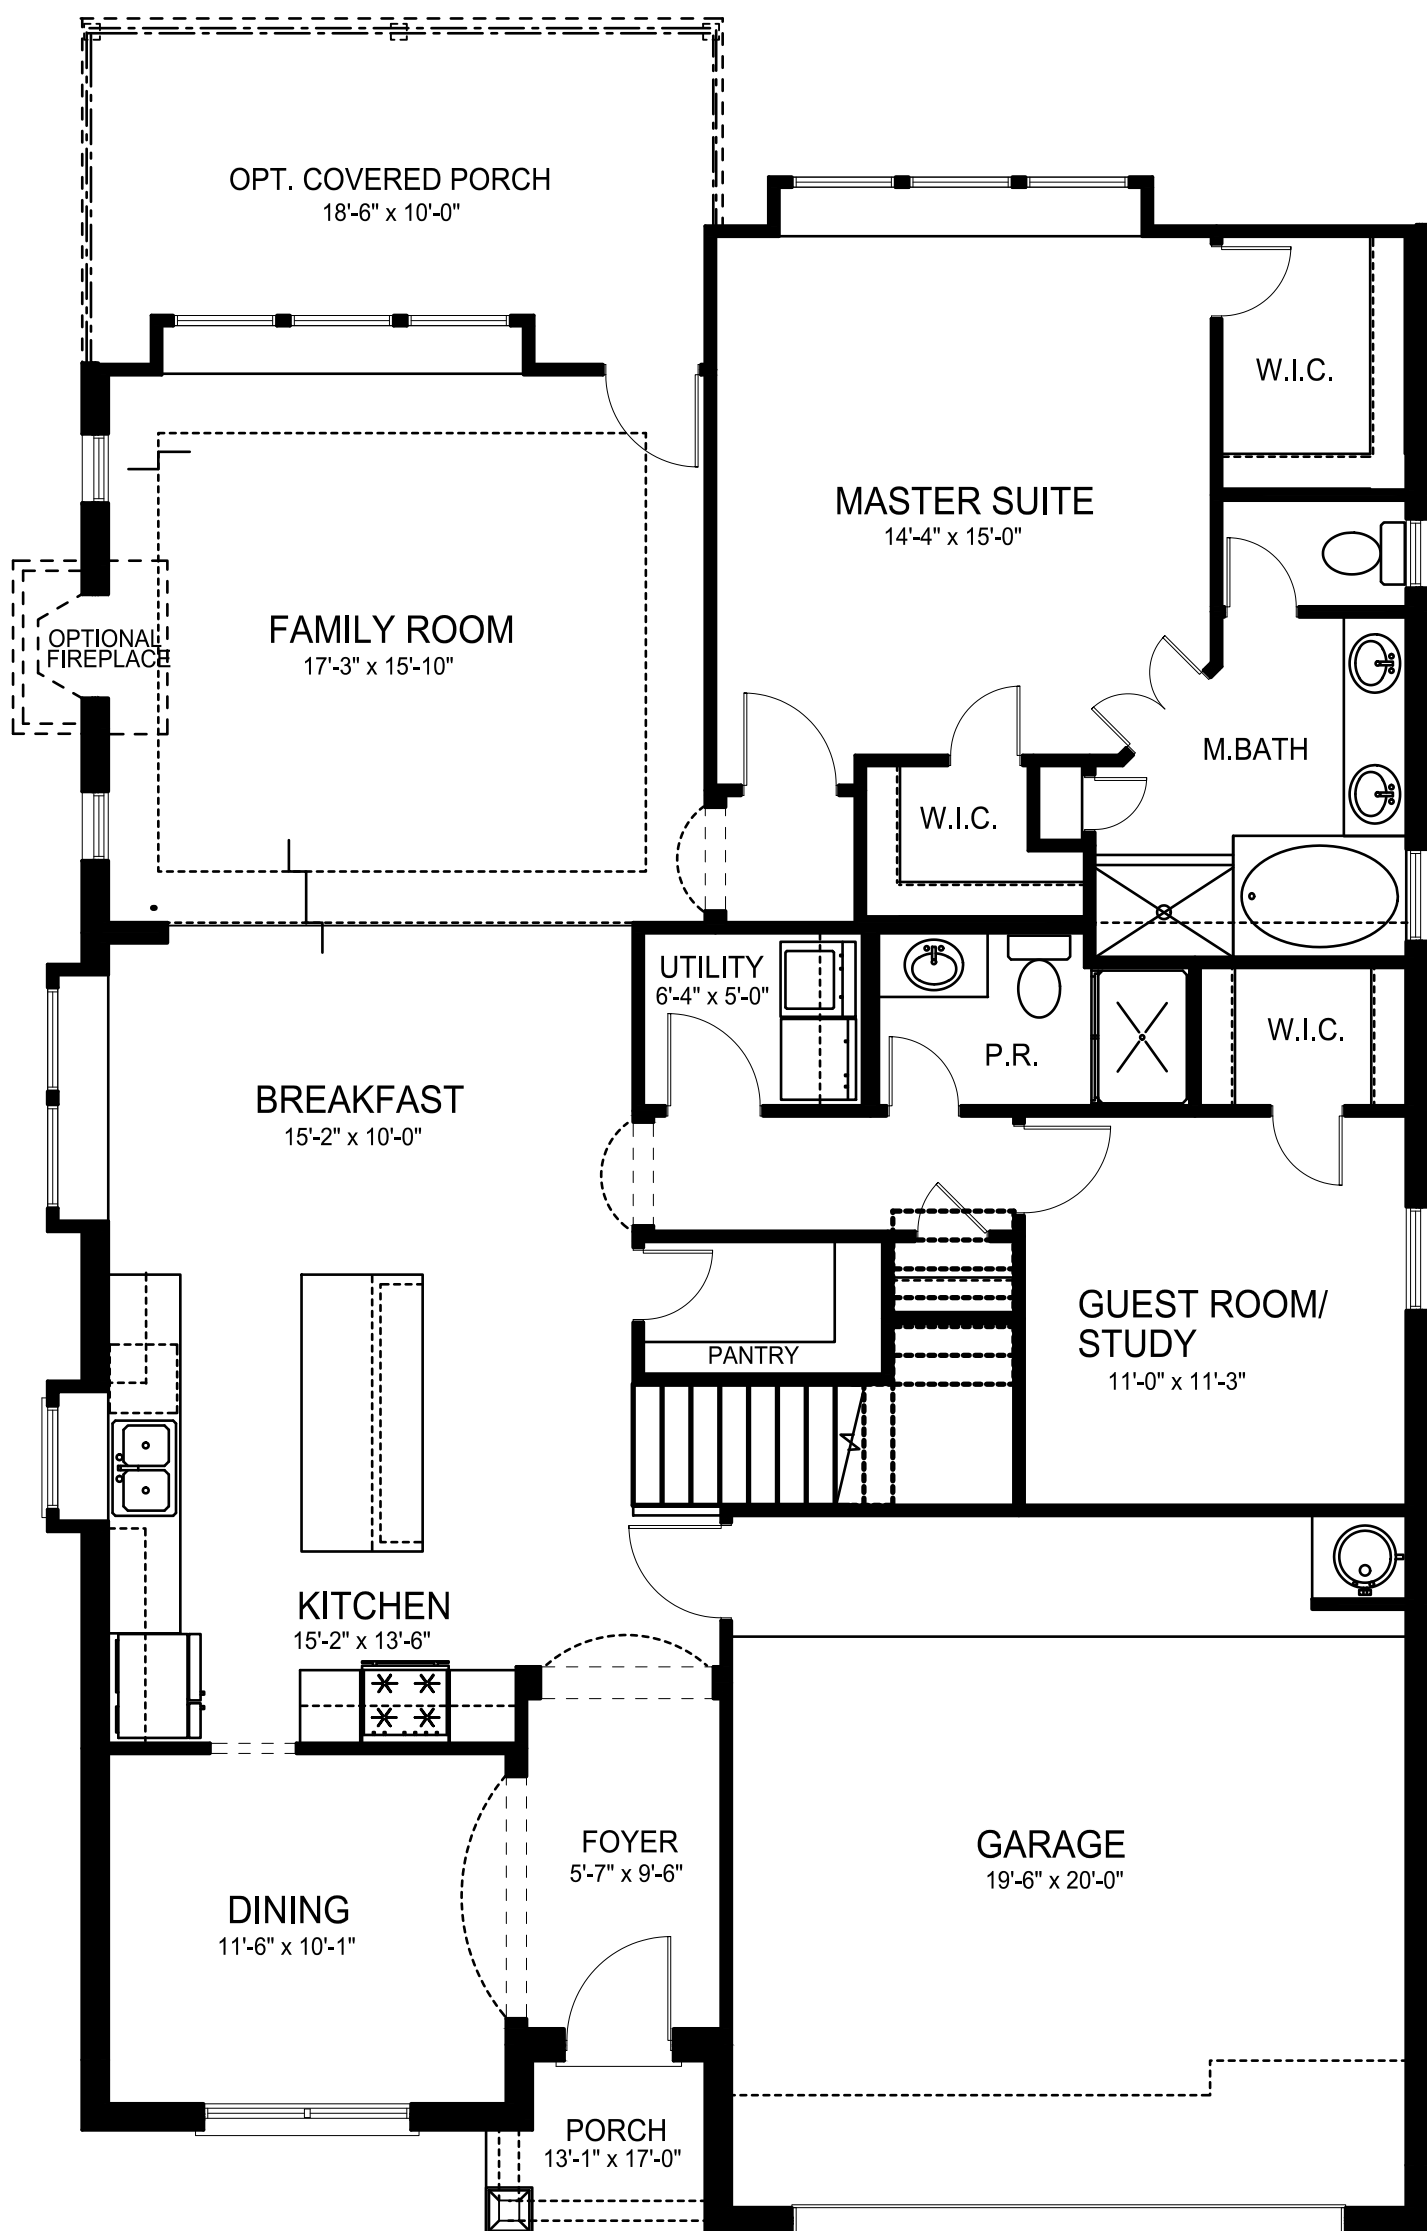 OPT. COVERED PORCH
18'-6" x 10'-0"
W.I.C.
MASTER SUITE
14'-4" x 15'-0"
OPTIONAL
FIREPLACE
FAMILY ROOM
17'-3" x 15'-10"
M.BATH
W.I.C.
UTILITY
6'-4" x 5'-0"
P.R.
W.I.C.
BREAKFAST
15'-2" x 10'-0"
PANTRY
GUEST ROOM/
STUDY
11'-0" x 11'-3"
KITCHEN
15'-2" x 13'-6"
FOYER
5'-7" x 9'-6"
GARAGE
19'-6" x 20'-0"
DINING
11'-6" x 10'-1"
PORCH
13'-1" x 17'-0"